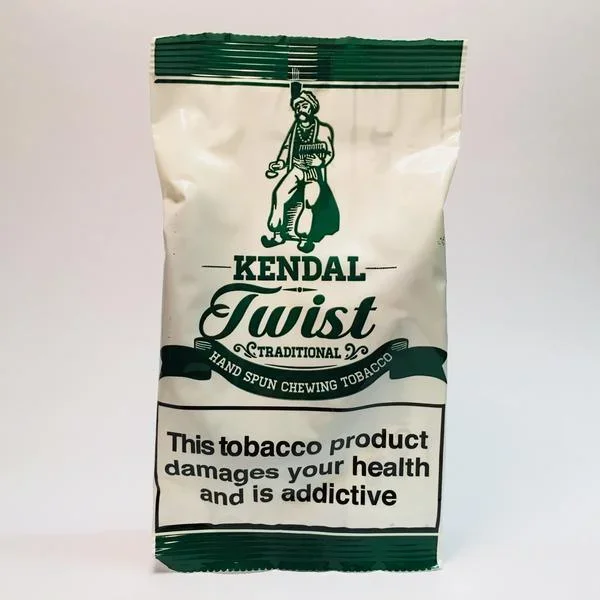 KENDAL
Twist
TRADITIONAL
HAND SPUN CHEWING TOBACCO
This tobacco product
damages your health
and is addictive